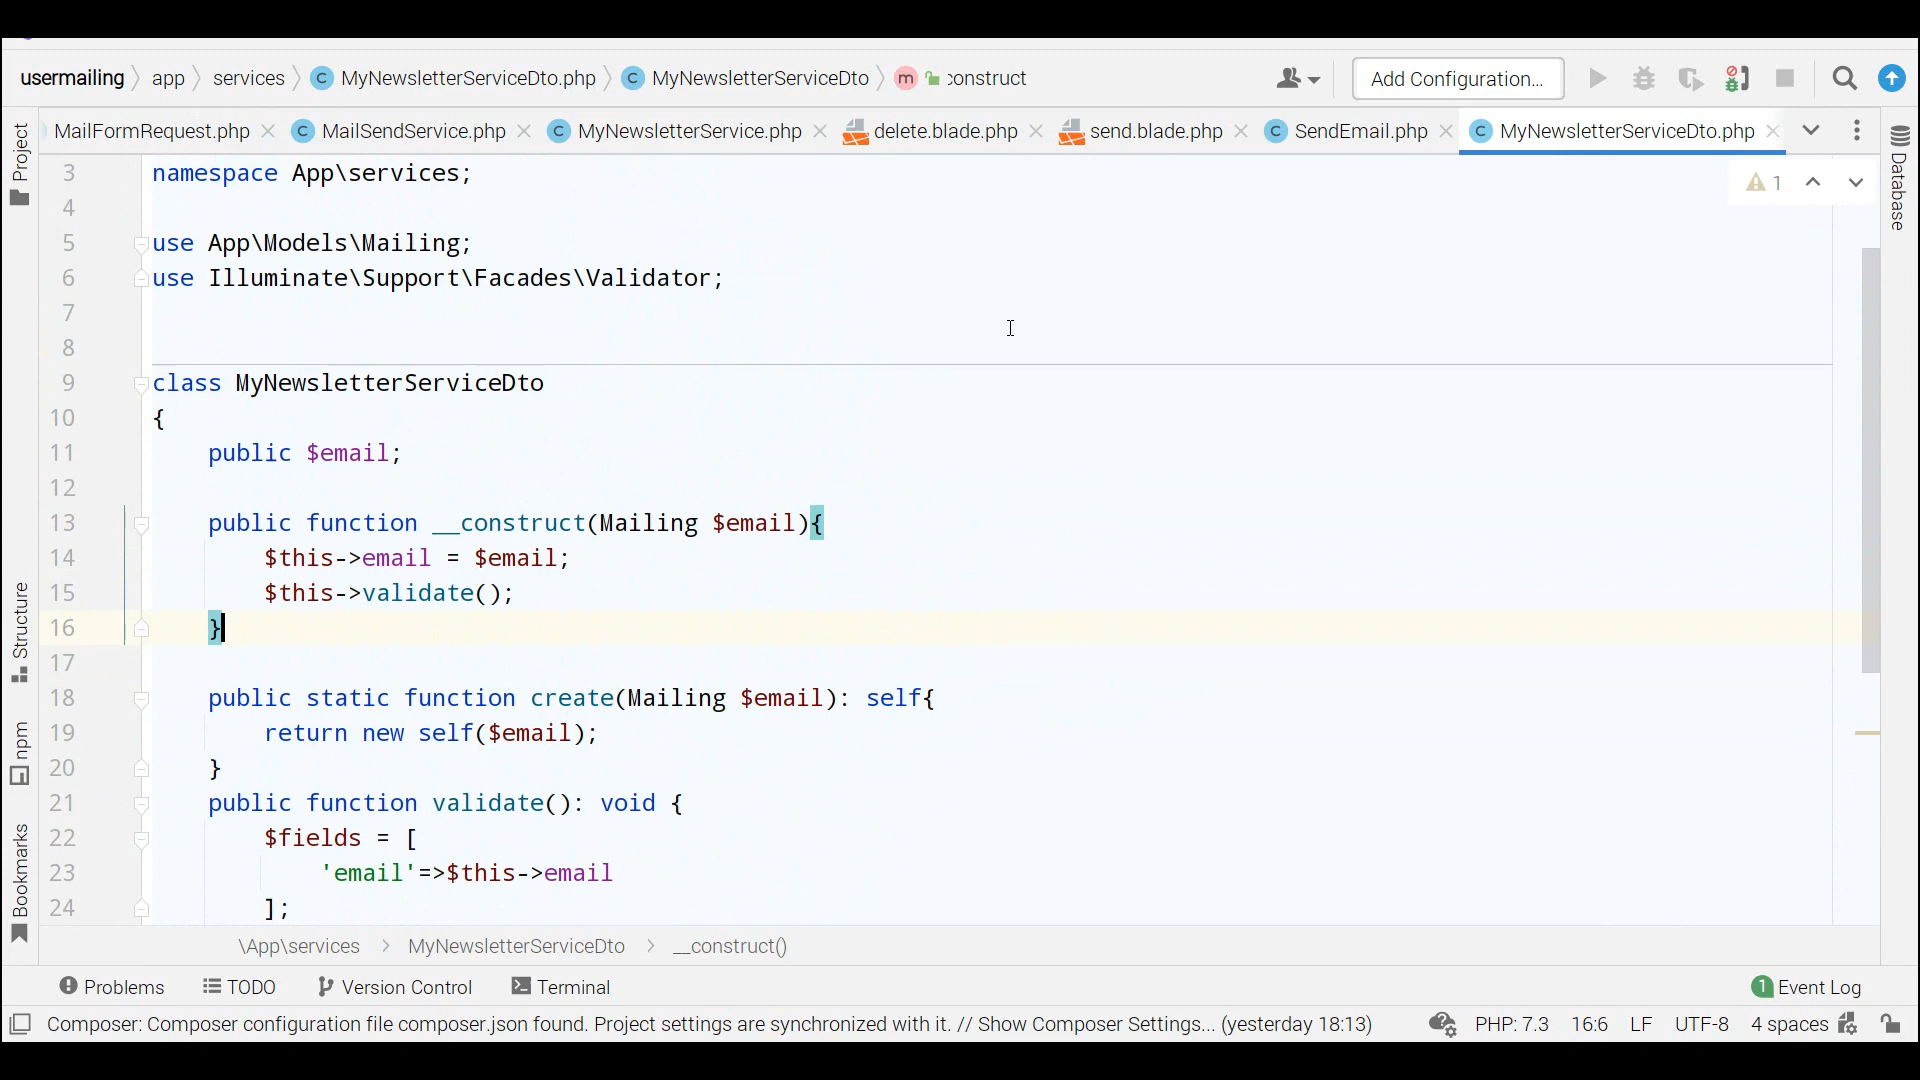 usermailing app services MyNewsletterServiceDto.php MyNewsletterServiceDto construct Add Configuration...
MailFormRequest.php MailSendService.php MyNewsletterService.php delete.blade.php send.blade.php SendEmail.php MyNewsletterServiceDto.php
Project
Structure
npm
Bookmarks
Database
1
3 namespace App\services;
4
5 use App\Models\Mailing;
6 use Illuminate\Support\Facades\Validator;
7
8
9 class MyNewsletterServiceDto
10 {
11 public $email;
12
13 public function __construct(Mailing $email){
14 $this->email = $email;
15 $this->validate();
16 }
17
18 public static function create(Mailing $email): self{
19 return new self($email);
20 }
21 public function validate(): void {
22 $fields = [
23 'email'=>$this->email
24 ];
\App\services > MyNewsletterServiceDto > __construct()
Problems TODO Version Control Terminal 1 Event Log
Composer: Composer configuration file composer.json found. Project settings are synchronized with it. // Show Composer Settings... (yesterday 18:13) PHP: 7.3 16:6 LF UTF-8 4 spaces